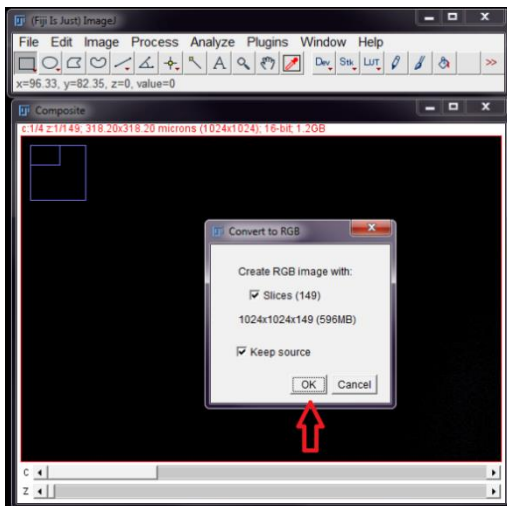 (Fiji Is Just) ImageJ
File Edit Image Process Analyze Plugins Window Help
A Dev Stk LUT >>
x=96.33, y=82.35, z=0, value=0
Composite
c:1/4 z:1/149; 318.20x318.20 microns (1024x1024); 16-bit; 1.2GB
Convert to RGB
Create RGB image with:
Slices (149)
1024x1024x149 (596MB)
Keep source
OK Cancel
C
Z